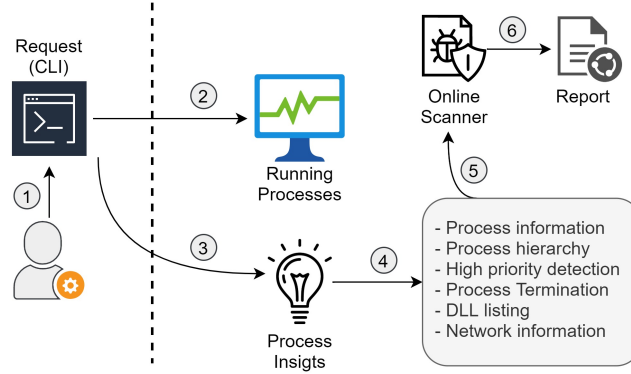 Request
(CLI)
1
2
Running
Processes
3
Process
Insigts
4
- Process information
- Process hierarchy
- High priority detection
- Process Termination
- DLL listing
- Network information
5
Online
Scanner
6
Report